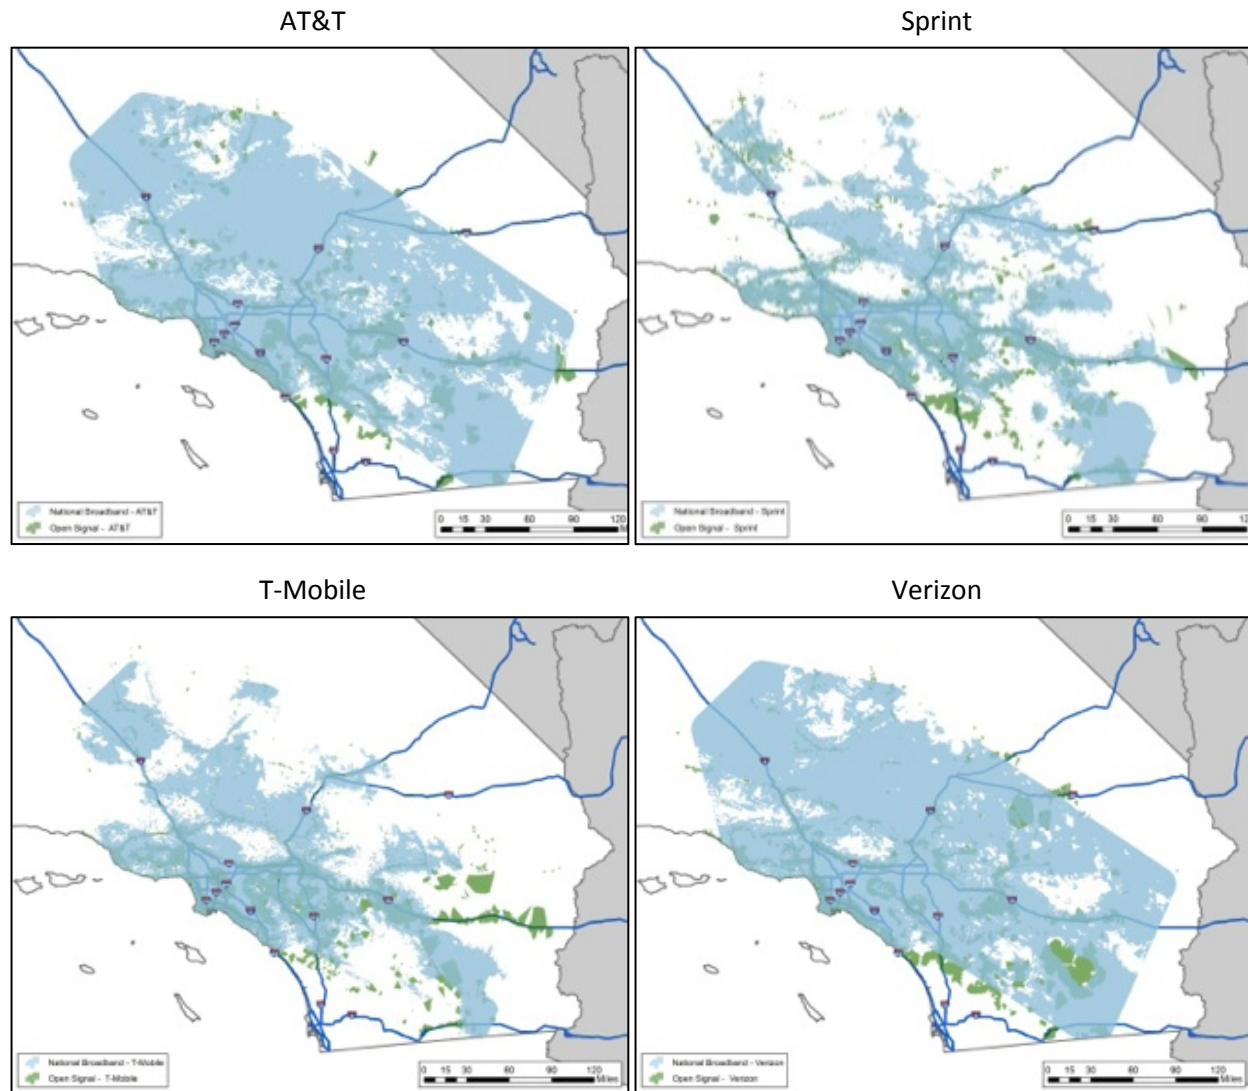 AT&T
Sprint
National Broadband - AT&T
Open Signal - AT&T
0 15 30 60 90 120
National Broadband - Sprint
Open Signal - Sprint
0 15 30 60 90 120
T-Mobile
Verizon
National Broadband - T-Mobile
Open Signal - T-Mobile
0 15 30 60 90 120
Miles
National Broadband - Verizon
Open Signal - Verizon
0 15 30 60 90 120
Miles